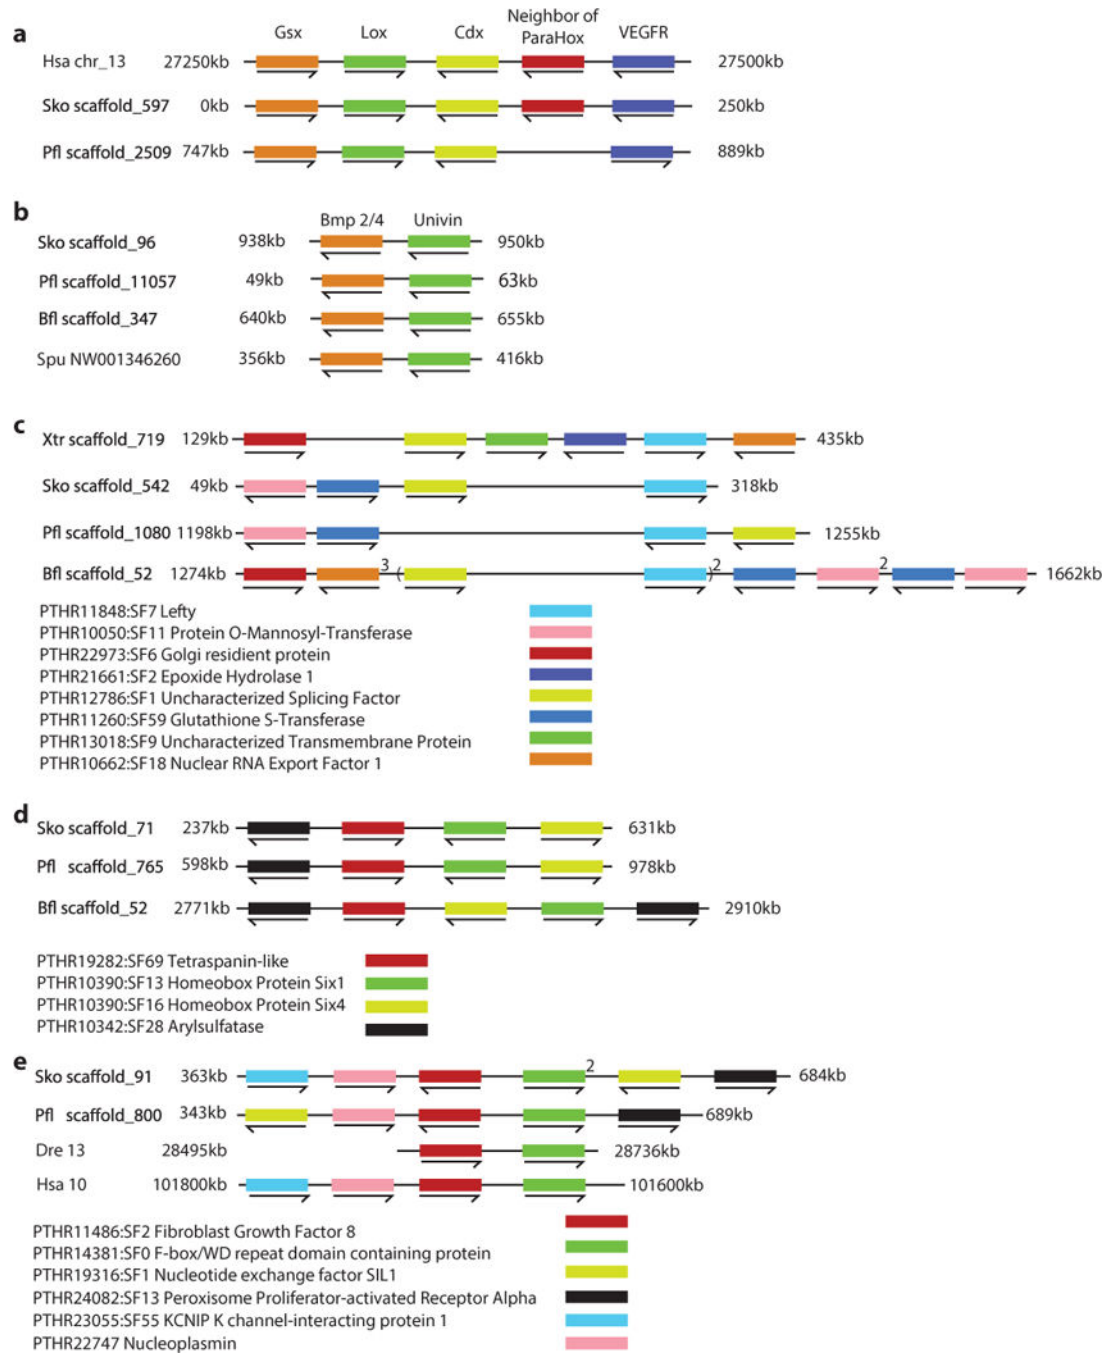 a
Gsx Lox Cdx Neighbor of ParaHox VEGFR
Hsa chr_13 27250kb 27500kb
Sko scaffold_597 0kb 250kb
Pfl scaffold_2509 747kb 889kb
b
Bmp 2/4 Univin
Sko scaffold_96 938kb 950kb
Pfl scaffold_11057 49kb 63kb
Bfl scaffold_347 640kb 655kb
Spu NW001346260 356kb 416kb
c
Xtr scaffold_719 129kb 435kb
Sko scaffold_542 49kb 318kb
Pfl scaffold_1080 1198kb 1255kb
Bfl scaffold_52 1274kb 3 ( ) 2 2 1662kb
PTHR11848:SF7 Lefty
PTHR10050:SF11 Protein O-Mannosyl-Transferase
PTHR22973:SF6 Golgi residient protein
PTHR21661:SF2 Epoxide Hydrolase 1
PTHR12786:SF1 Uncharacterized Splicing Factor
PTHR11260:SF59 Glutathione S-Transferase
PTHR13018:SF9 Uncharacterized Transmembrane Protein
PTHR10662:SF18 Nuclear RNA Export Factor 1
d
Sko scaffold_71 237kb 631kb
Pfl scaffold_765 598kb 978kb
Bfl scaffold_52 2771kb 2910kb
PTHR19282:SF69 Tetraspanin-like
PTHR10390:SF13 Homeobox Protein Six1
PTHR10390:SF16 Homeobox Protein Six4
PTHR10342:SF28 Arylsulfatase
e
Sko scaffold_91 363kb 2 684kb
Pfl scaffold_800 343kb 689kb
Dre 13 28495kb 28736kb
Hsa 10 101800kb 101600kb
PTHR11486:SF2 Fibroblast Growth Factor 8
PTHR14381:SF0 F-box/WD repeat domain containing protein
PTHR19316:SF1 Nucleotide exchange factor SIL1
PTHR24082:SF13 Peroxisome Proliferator-activated Receptor Alpha
PTHR23055:SF55 KCNIP K channel-interacting protein 1
PTHR22747 Nucleoplasmin